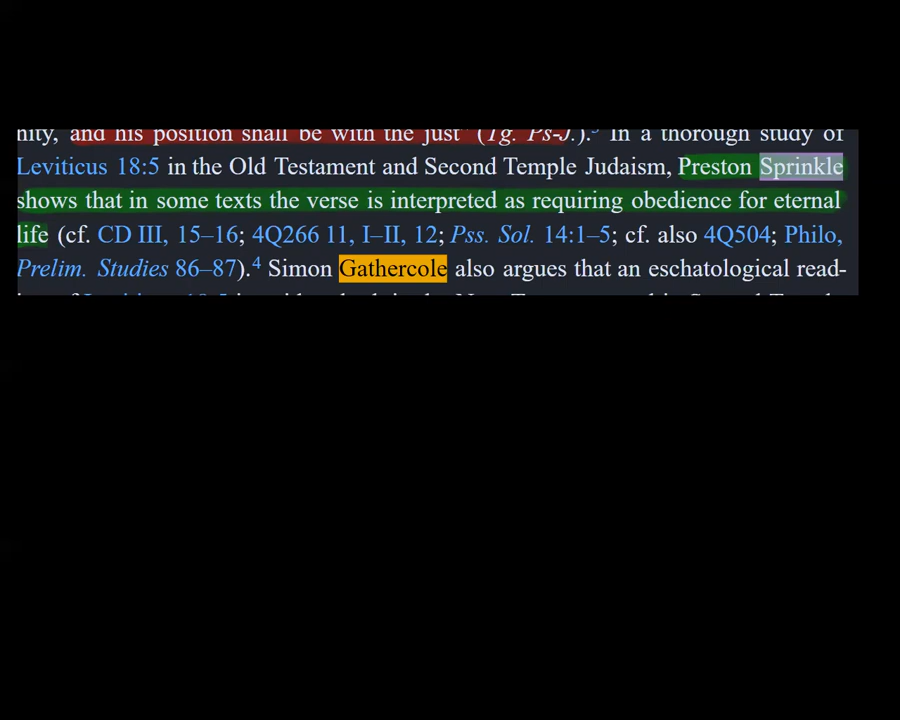 nity, and his position shall be with the just” (Tg. Ps-J.).³ In a thorough study of
Leviticus 18:5 in the Old Testament and Second Temple Judaism, Preston Sprinkle
shows that in some texts the verse is interpreted as requiring obedience for eternal
life (cf. CD III, 15–16; 4Q266 11, I–II, 12; Pss. Sol. 14:1–5; cf. also 4Q504; Philo,
Prelim. Studies 86–87).⁴ Simon Gathercole also argues that an eschatological read-